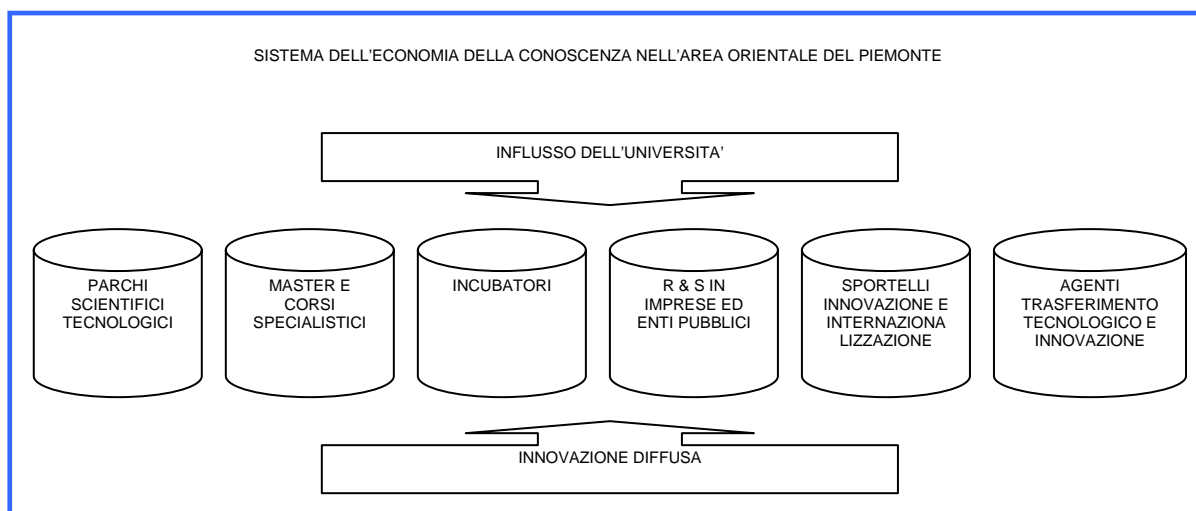 SISTEMA DELL'ECONOMIA DELLA CONOSCENZA NELL'AREA ORIENTALE DEL PIEMONTE
INFLUSSO DELL'UNIVERSITA'
PARCHI
SCIENTIFICI
TECNOLOGICI
MASTER E
CORSI
SPECIALISTICI
INCUBATORI
R & S IN
IMPRESE ED
ENTI PUBBLICI
SPORTELLI
INNOVAZIONE E
INTERNAZIONA
LIZZAZIONE
AGENTI
TRASFERIMENTO
TECNOLOGICO E
INNOVAZIONE
INNOVAZIONE DIFFUSA